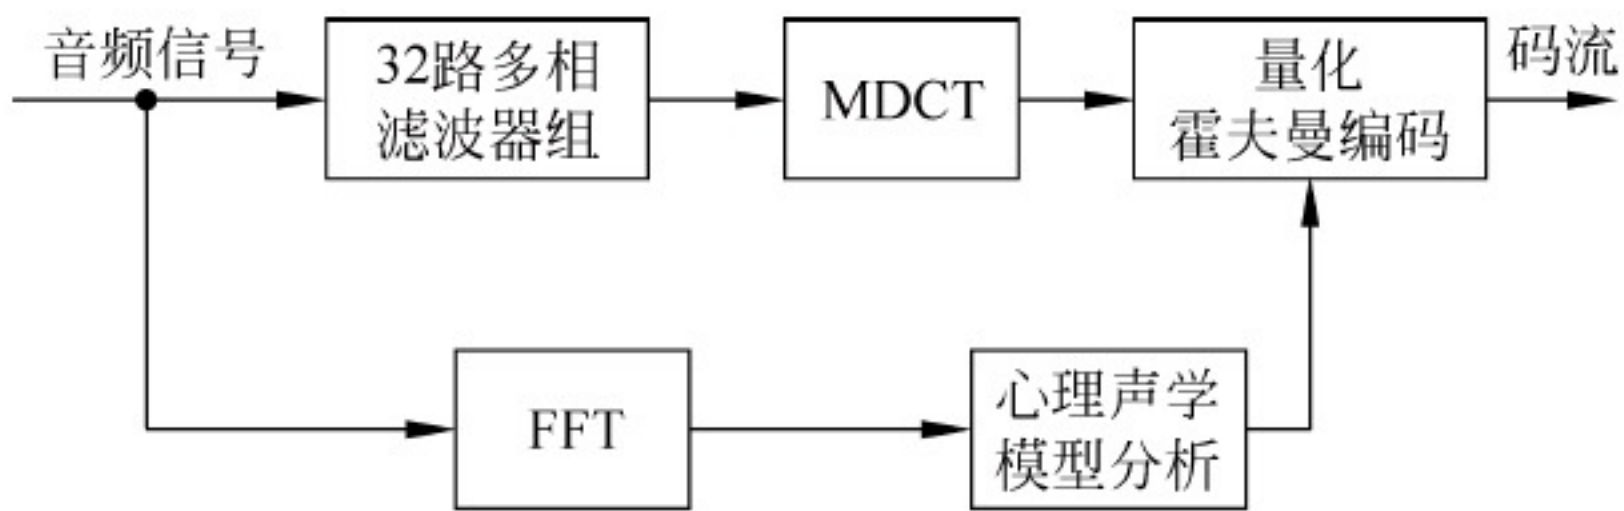 音频信号
32路多相
滤波器组
MDCT
量化
霍夫曼编码
码流
FFT
心理声学
模型分析